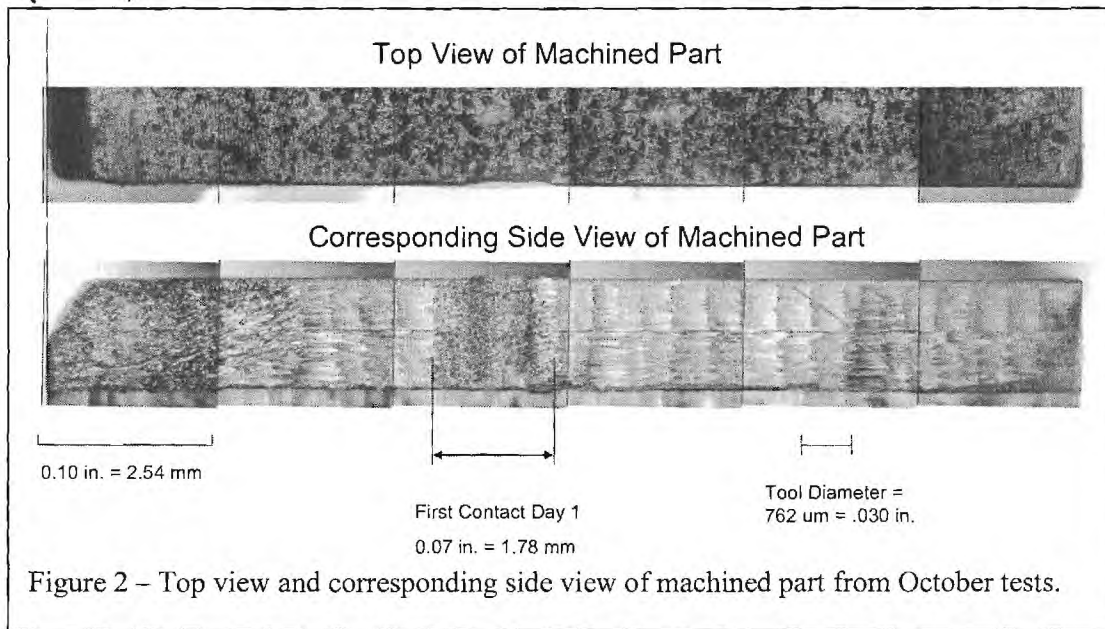 Top View of Machined Part
Corresponding Side View of Machined Part
0.10 in. = 2.54 mm
First Contact Day 1
0.07 in. = 1.78 mm
Tool Diameter =
762 um = .030 in.
Figure 2 – Top view and corresponding side view of machined part from October tests.